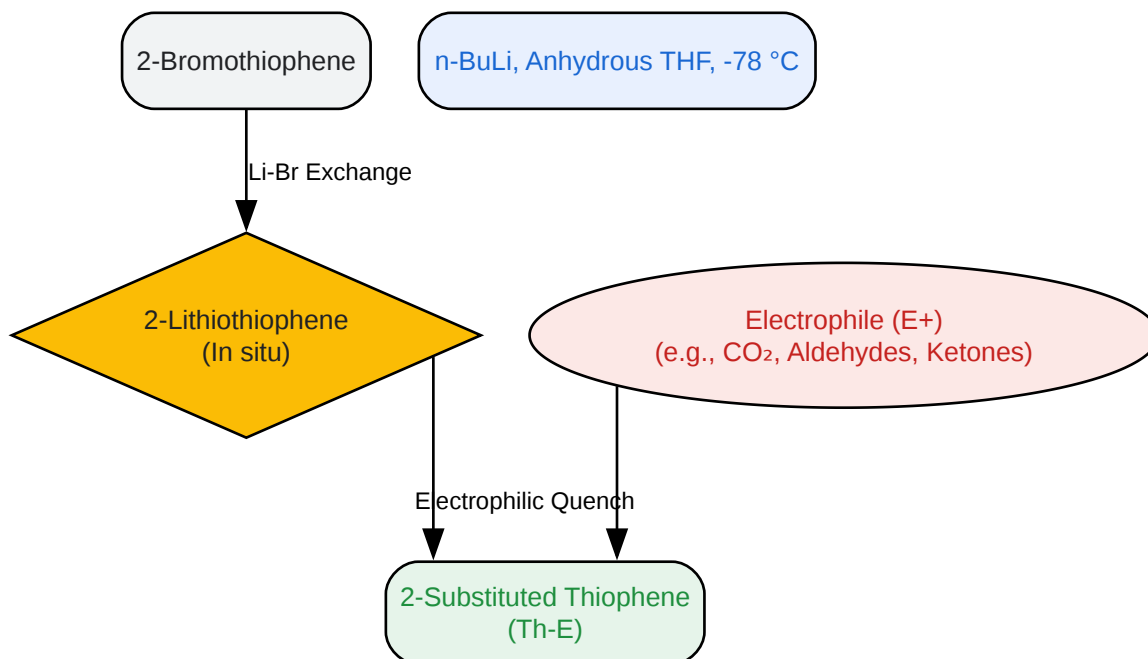 2-Bromothiophene
n-BuLi, Anhydrous THF, -78 °C
Li-Br Exchange
2-Lithiothiophene
(In situ)
Electrophile (E+)
(e.g., CO₂, Aldehydes, Ketones)
Electrophilic Quench
2-Substituted Thiophene
(Th-E)